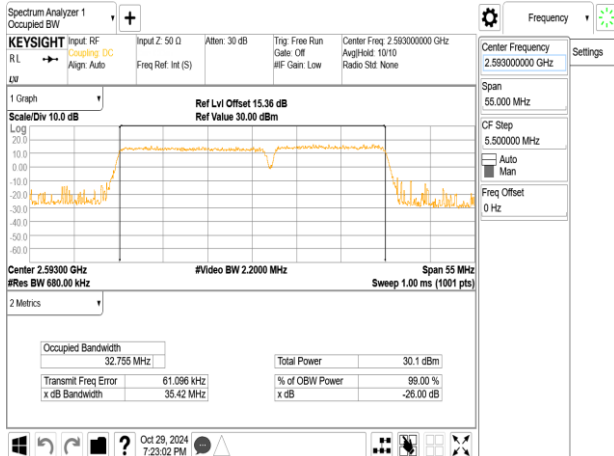 Spectrum Analyzer 1
Occupied BW
▼
+
Frequency
▼
KEYSIGHT
RL
Input: RF
Coupling: DC
Align: Auto
Input Z: 50 Ω
Freq Ref: Int (S)
Atten: 30 dB
Trig: Free Run
Gate: Off
#IF Gain: Low
Center Freq: 2.593000000 GHz
Avg|Hold: 10/10
Radio Std: None
Center Frequency
2.593000000 GHz
Settings
Span
55.000 MHz
CF Step
5.500000 MHz
Auto
Man
Freq Offset
0 Hz
1 Graph
▼
Scale/Div 10.0 dB
Ref Lvl Offset 15.36 dB
Ref Value 30.00 dBm
Log
20.0
10.0
0.00
-10.0
-20.0
-30.0
-40.0
-50.0
-60.0
Center 2.59300 GHz
#Res BW 680.00 kHz
#Video BW 2.2000 MHz
Span 55 MHz
Sweep 1.00 ms (1001 pts)
2 Metrics
▼
Occupied Bandwidth
32.755 MHz
Transmit Freq Error 61.096 kHz
x dB Bandwidth 35.42 MHz
Total Power 30.1 dBm
% of OBW Power 99.00 %
x dB -26.00 dB
?
Oct 29, 2024
7:23:02 PM